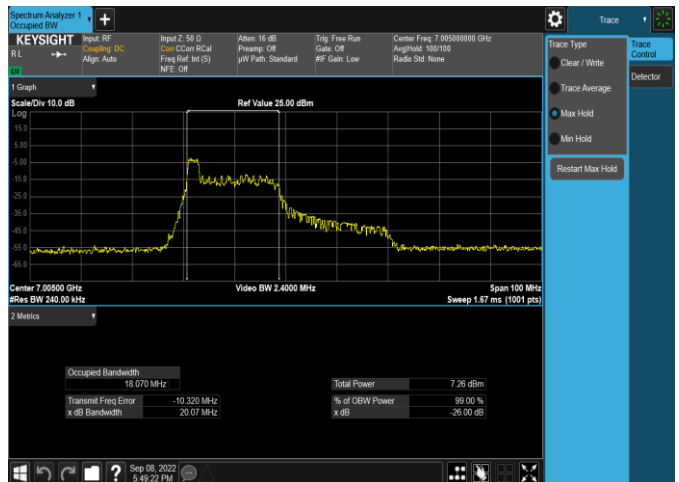 Spectrum Analyzer 1
Occupied BW
Trace
KEYSIGHT
RL
Input: RF
Coupling: DC
Align: Auto
Input Z: 50 Ω
Corr CCorr RCal
Freq Ref: Int (S)
NFE: Off
Atten: 16 dB
Preamp: Off
µW Path: Standard
Trig: Free Run
Gate: Off
#IF Gain: Low
Center Freq: 7.005000000 GHz
Avg|Hold: 100/100
Radio Std: None
Trace Type
Clear / Write
Trace Average
Max Hold
Min Hold
Restart Max Hold
Trace
Control
Detector
1 Graph
Scale/Div 10.0 dB
Ref Value 25.00 dBm
Log
15.0
5.00
-5.00
-15.0
-25.0
-35.0
-45.0
-55.0
-65.0
Center 7.00500 GHz
Video BW 2.4000 MHz
Span 100 MHz
#Res BW 240.00 kHz
Sweep 1.67 ms (1001 pts)
2 Metrics
Occupied Bandwidth
18.070 MHz
Total Power 7.26 dBm
Transmit Freq Error -10.320 MHz
% of OBW Power 99.00 %
x dB Bandwidth 20.07 MHz
x dB -26.00 dB
Sep 08, 2022
5:49:22 PM